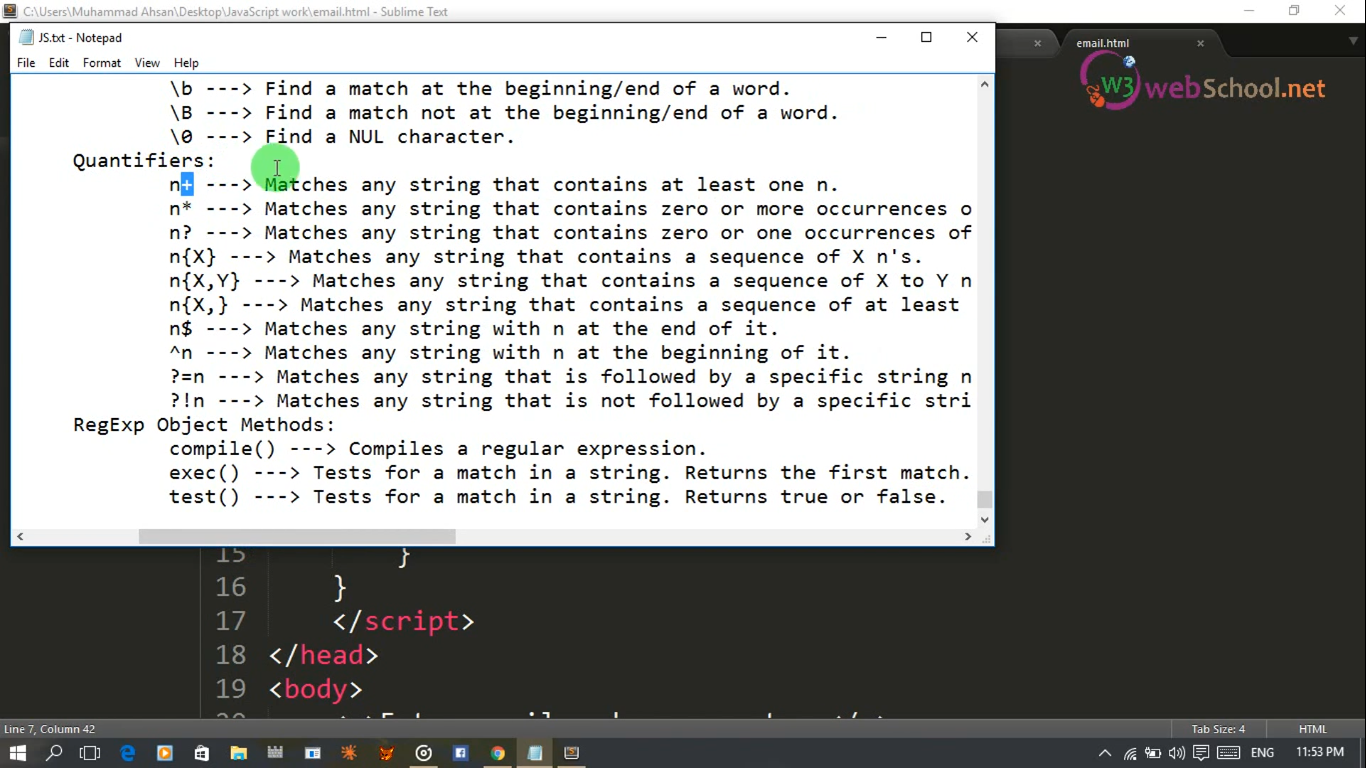 C:\Users\Muhammad Ahsan\Desktop\JavaScript work\email.html - Sublime Text
JS.txt - Notepad
email.html
File Edit Format View Help
W3webSchool.net
\b ---> Find a match at the beginning/end of a word.
\B ---> Find a match not at the beginning/end of a word.
\0 ---> Find a NUL character.
Quantifiers:
n+ ---> Matches any string that contains at least one n.
n* ---> Matches any string that contains zero or more occurrences o
n? ---> Matches any string that contains zero or one occurrences of
n{X} ---> Matches any string that contains a sequence of X n's.
n{X,Y} ---> Matches any string that contains a sequence of X to Y n
n{X,} ---> Matches any string that contains a sequence of at least
n$ ---> Matches any string with n at the end of it.
^n ---> Matches any string with n at the beginning of it.
?=n ---> Matches any string that is followed by a specific string n
?!n ---> Matches any string that is not followed by a specific stri
RegExp Object Methods:
compile() ---> Compiles a regular expression.
exec() ---> Tests for a match in a string. Returns the first match.
test() ---> Tests for a match in a string. Returns true or false.
15 }
16 }
17 </script>
18 </head>
19 <body>
Line 7, Column 42 Tab Size: 4 HTML
ENG 11:53 PM